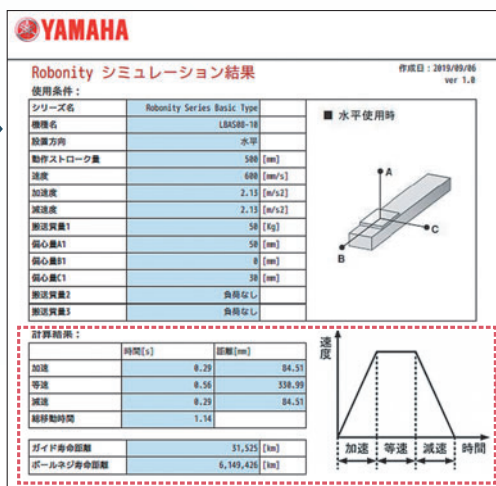 YAMAHA
Robonity シミュレーション結果
作成日：2019/09/06
ver 1.0
使用条件：
シリーズ名 Robonity Series Basic Type
機種名 LBAS08-10
設置方向 水平
動作ストローク量 500 [mm]
速度 600 [mm/s]
加速度 2.13 [m/s2]
減速度 2.13 [m/s2]
搬送質量1 50 [Kg]
偏心量A1 50 [mm]
偏心量B1 0 [mm]
偏心量C1 30 [mm]
搬送質量2 負荷なし
搬送質量3 負荷なし
■ 水平使用時
A
C
B
計算結果：
時間[s] 距離[mm]
加速 0.29 84.51
等速 0.56 330.99
減速 0.29 84.51
総移動時間 1.14
ガイド寿命距離 31,525 [km]
ボールネジ寿命距離 6,149,426 [km]
速度
加速 等速 減速 時間